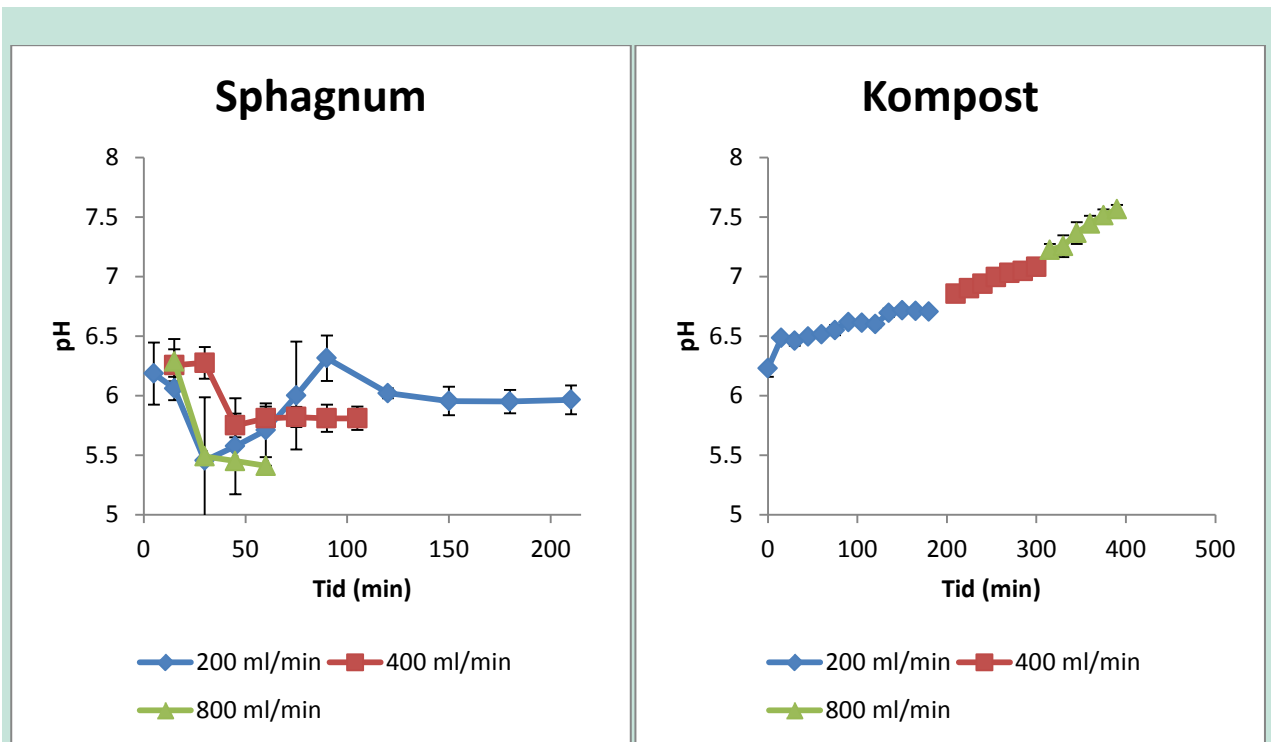 Sphagnum
8
7.5
7
6.5
6
5.5
5
pH
0 50 100 150 200
Tid (min)
200 ml/min 400 ml/min
800 ml/min
Kompost
8
7.5
7
6.5
6
5.5
5
pH
0 100 200 300 400 500
Tid (min)
200 ml/min 400 ml/min
800 ml/min